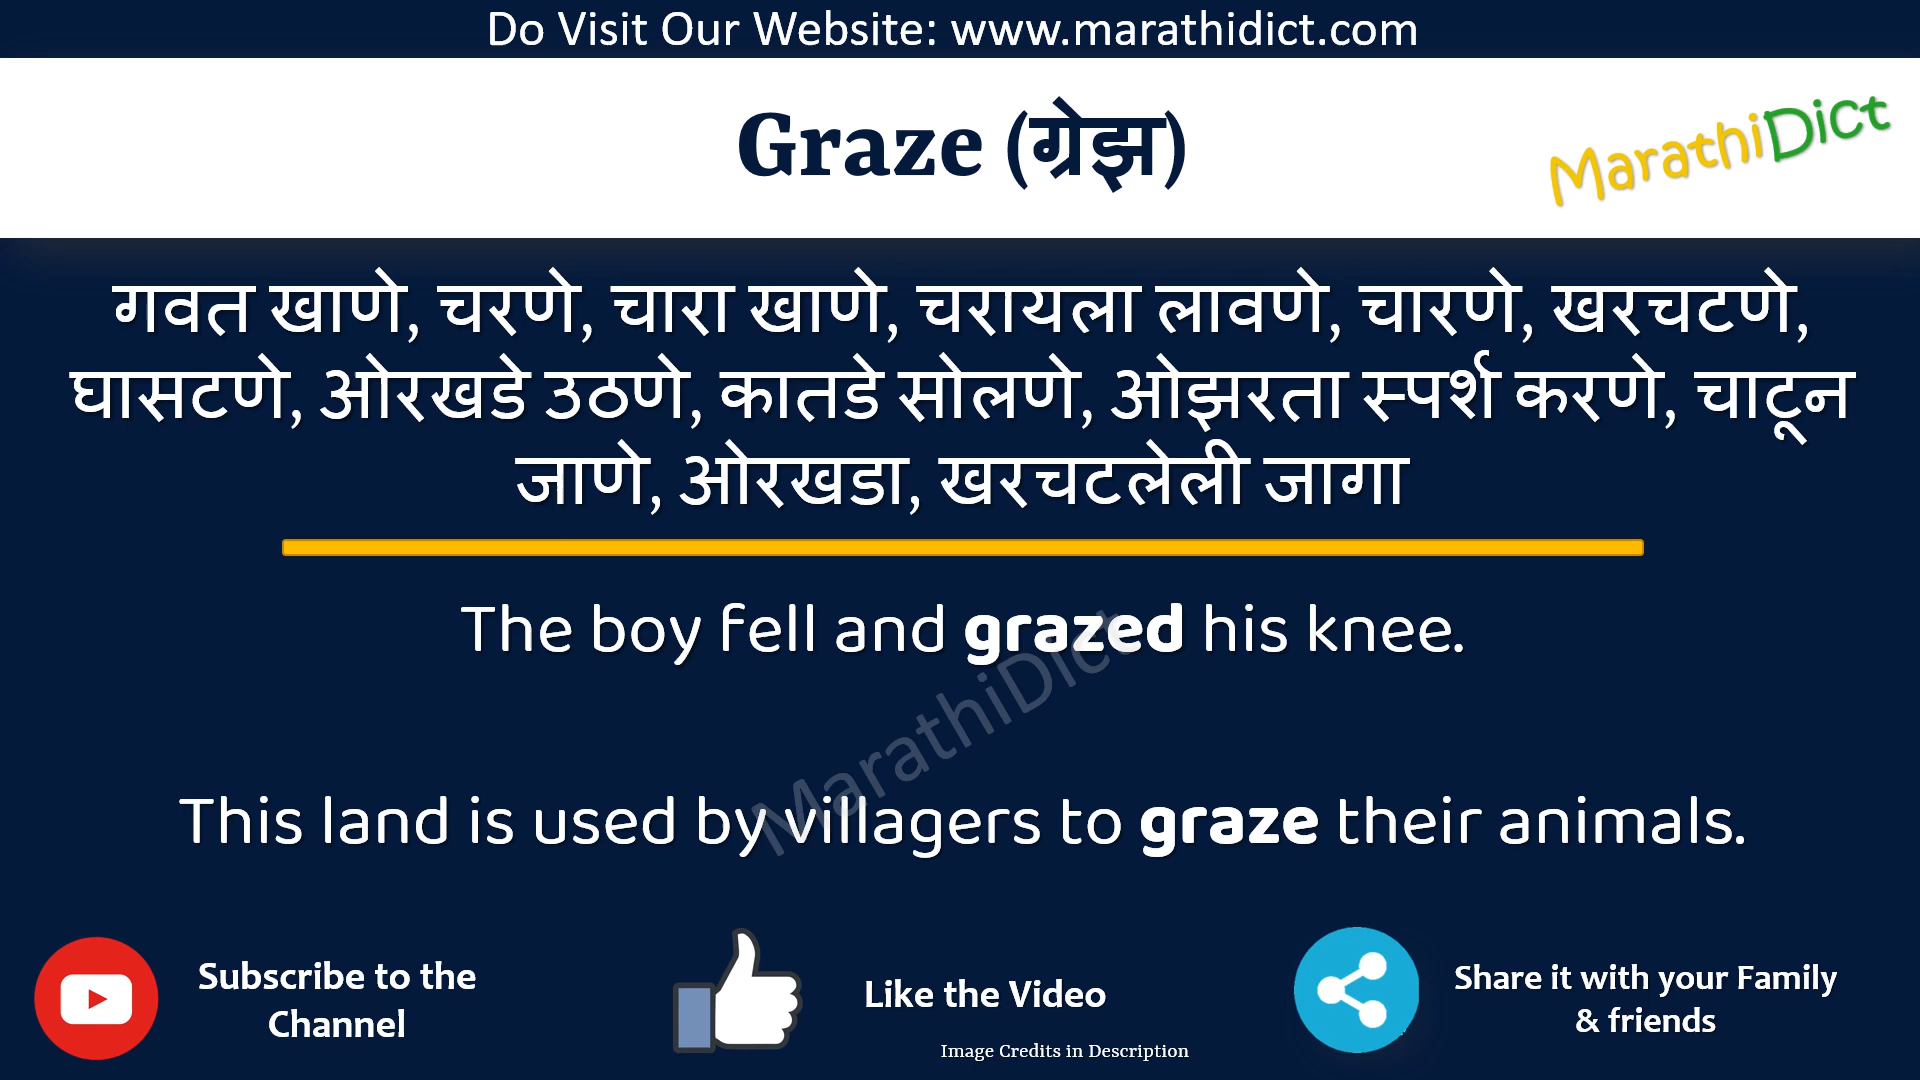 Do Visit Our Website: www.marathidict.com
Graze (ग्रेझ)
MarathiDict
गवत खाणे, चरणे, चारा खाणे, चरायला लावणे, चारणे, खरचटणे,
घासटणे, ओरखडे उठणे, कातडे सोलणे, ओझरता स्पर्श करणे, चाटून
जाणे, ओरखडा, खरचटलेली जागा
The boy fell and grazed his knee.
MarathiDict
This land is used by villagers to graze their animals.
Subscribe to the
Channel
Like the Video
Share it with your Family
& friends
Image Credits in Description